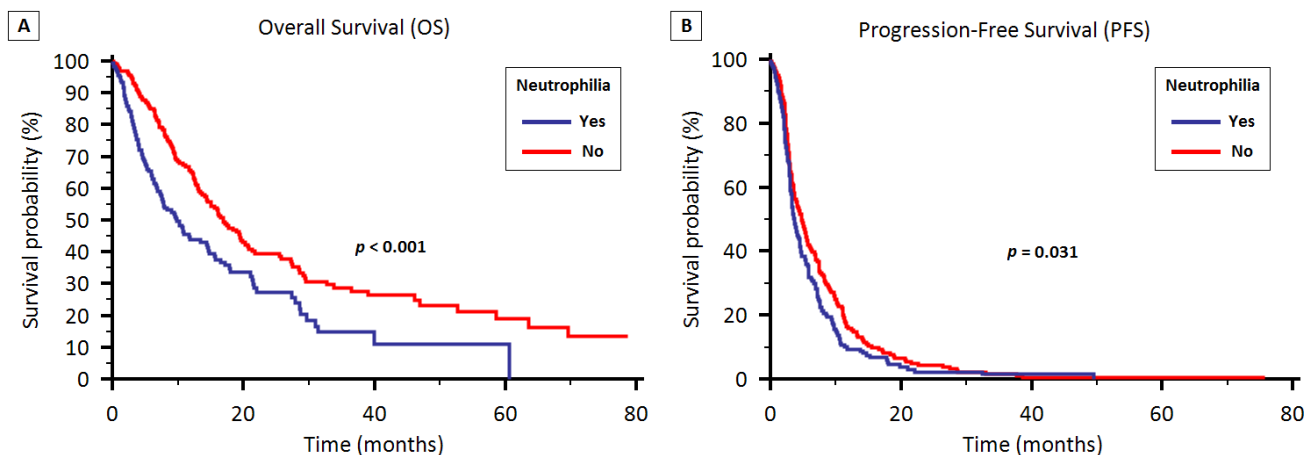 A
Overall Survival (OS)
Survival probability (%)
100
90
80
70
60
50
40
30
20
10
0
Neutrophilia
Yes
No
p < 0.001
0 20 40 60 80
Time (months)
B
Progression-Free Survival (PFS)
Survival probability (%)
100
80
60
40
20
0
Neutrophilia
Yes
No
p = 0.031
0 20 40 60 80
Time (months)